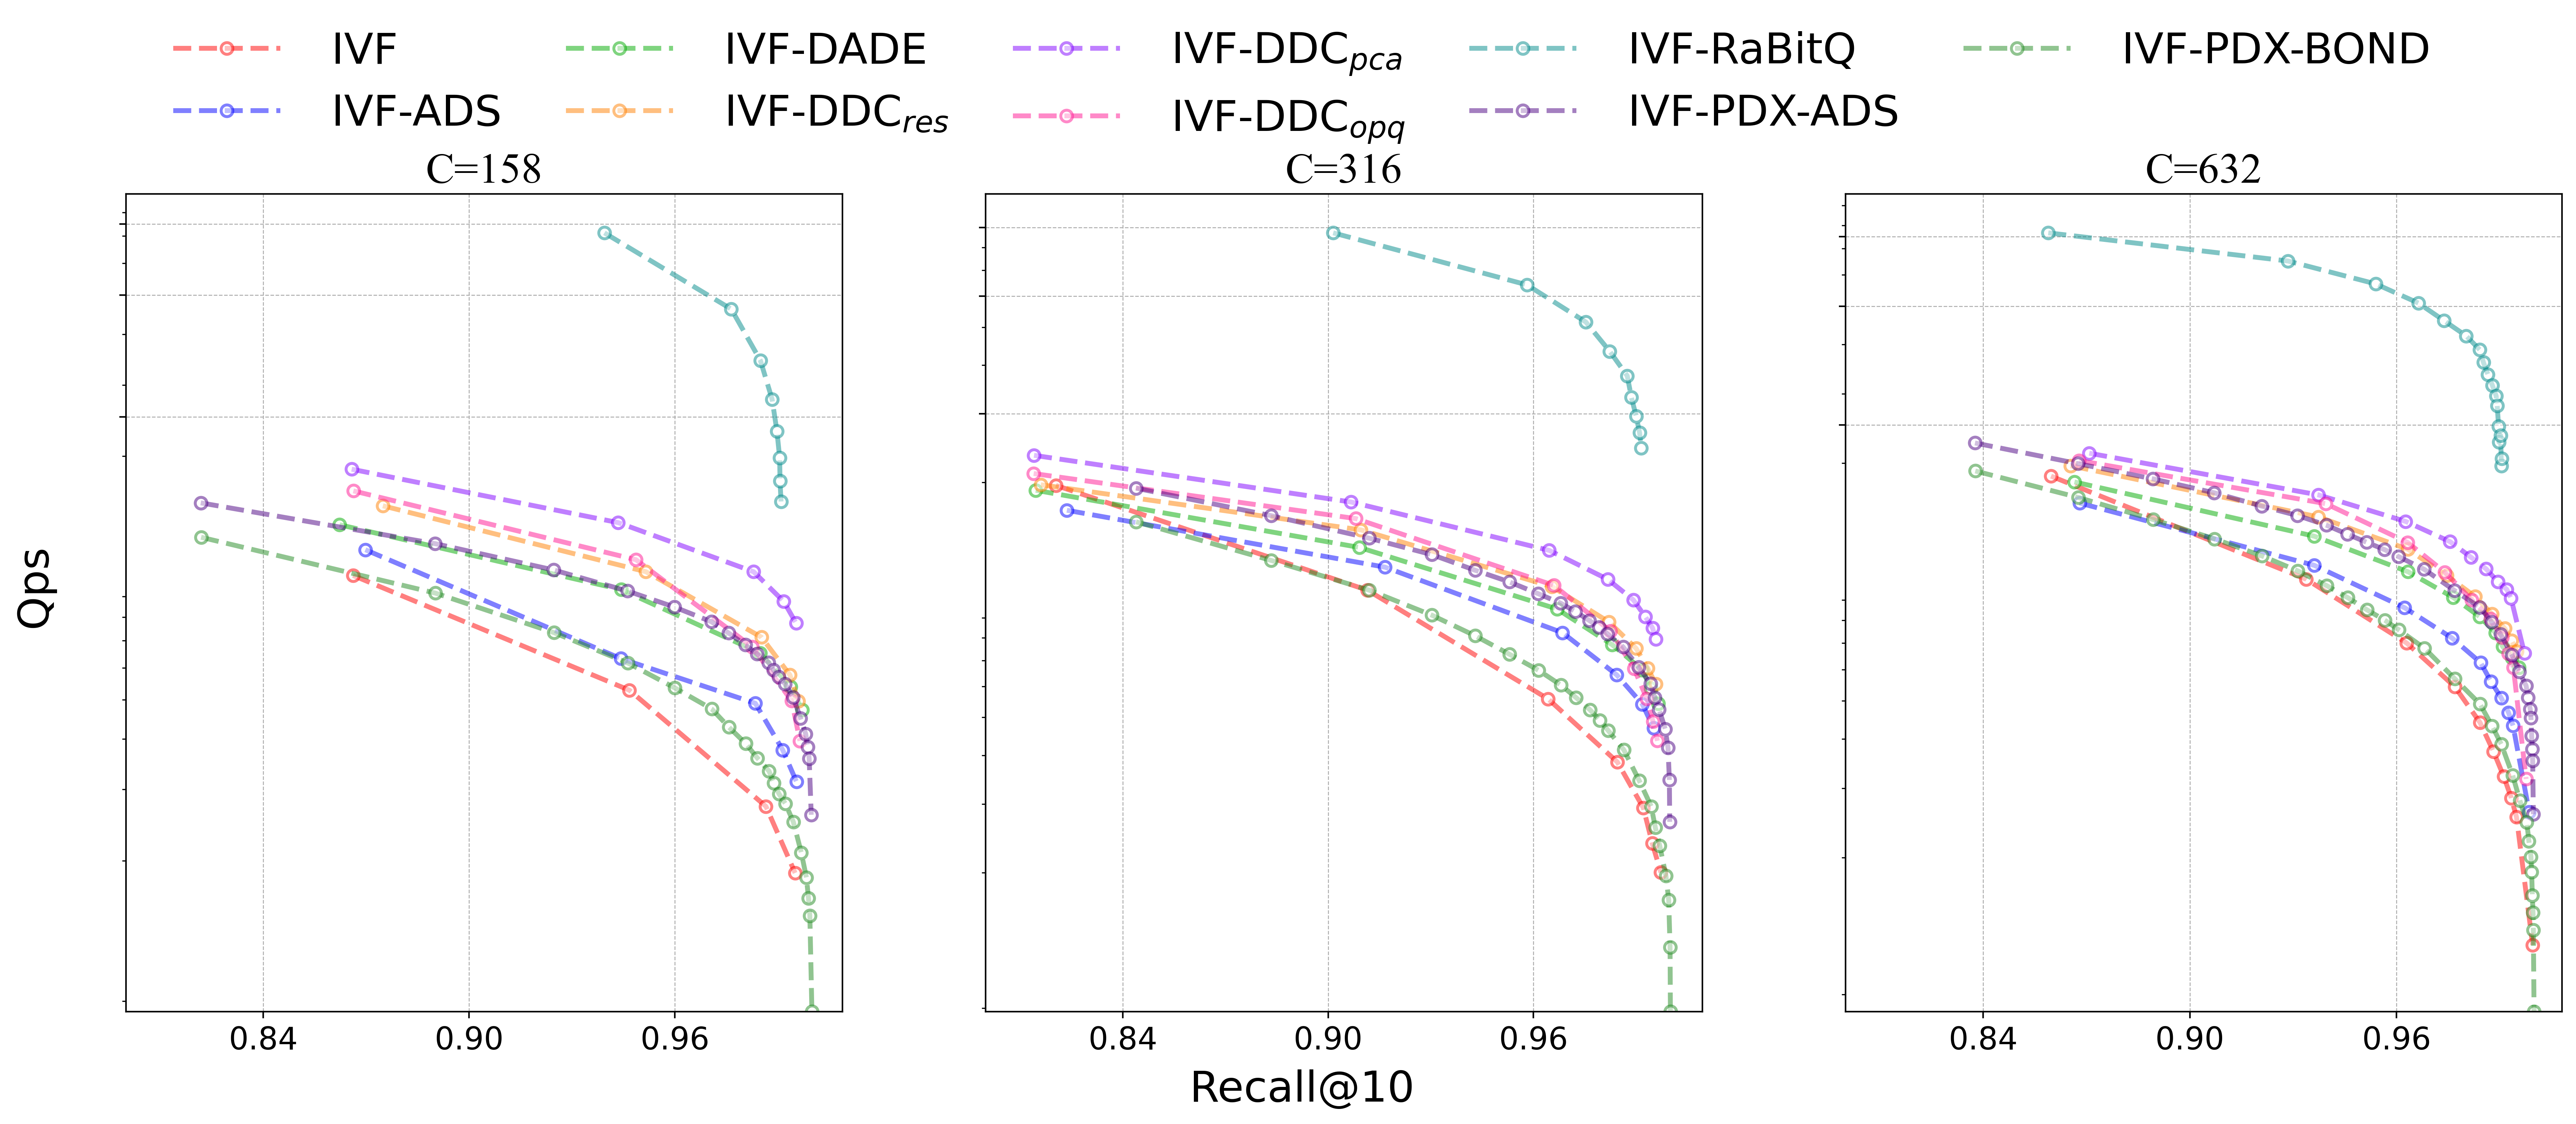 IVF IVF-DADE IVF-DDCpca IVF-RaBitQ IVF-PDX-BOND
IVF-ADS IVF-DDCres IVF-DDCopq IVF-PDX-ADS
C=158 C=316 C=632
Qps
0.84 0.90 0.96 0.84 0.90 0.96 0.84 0.90 0.96
Recall@10